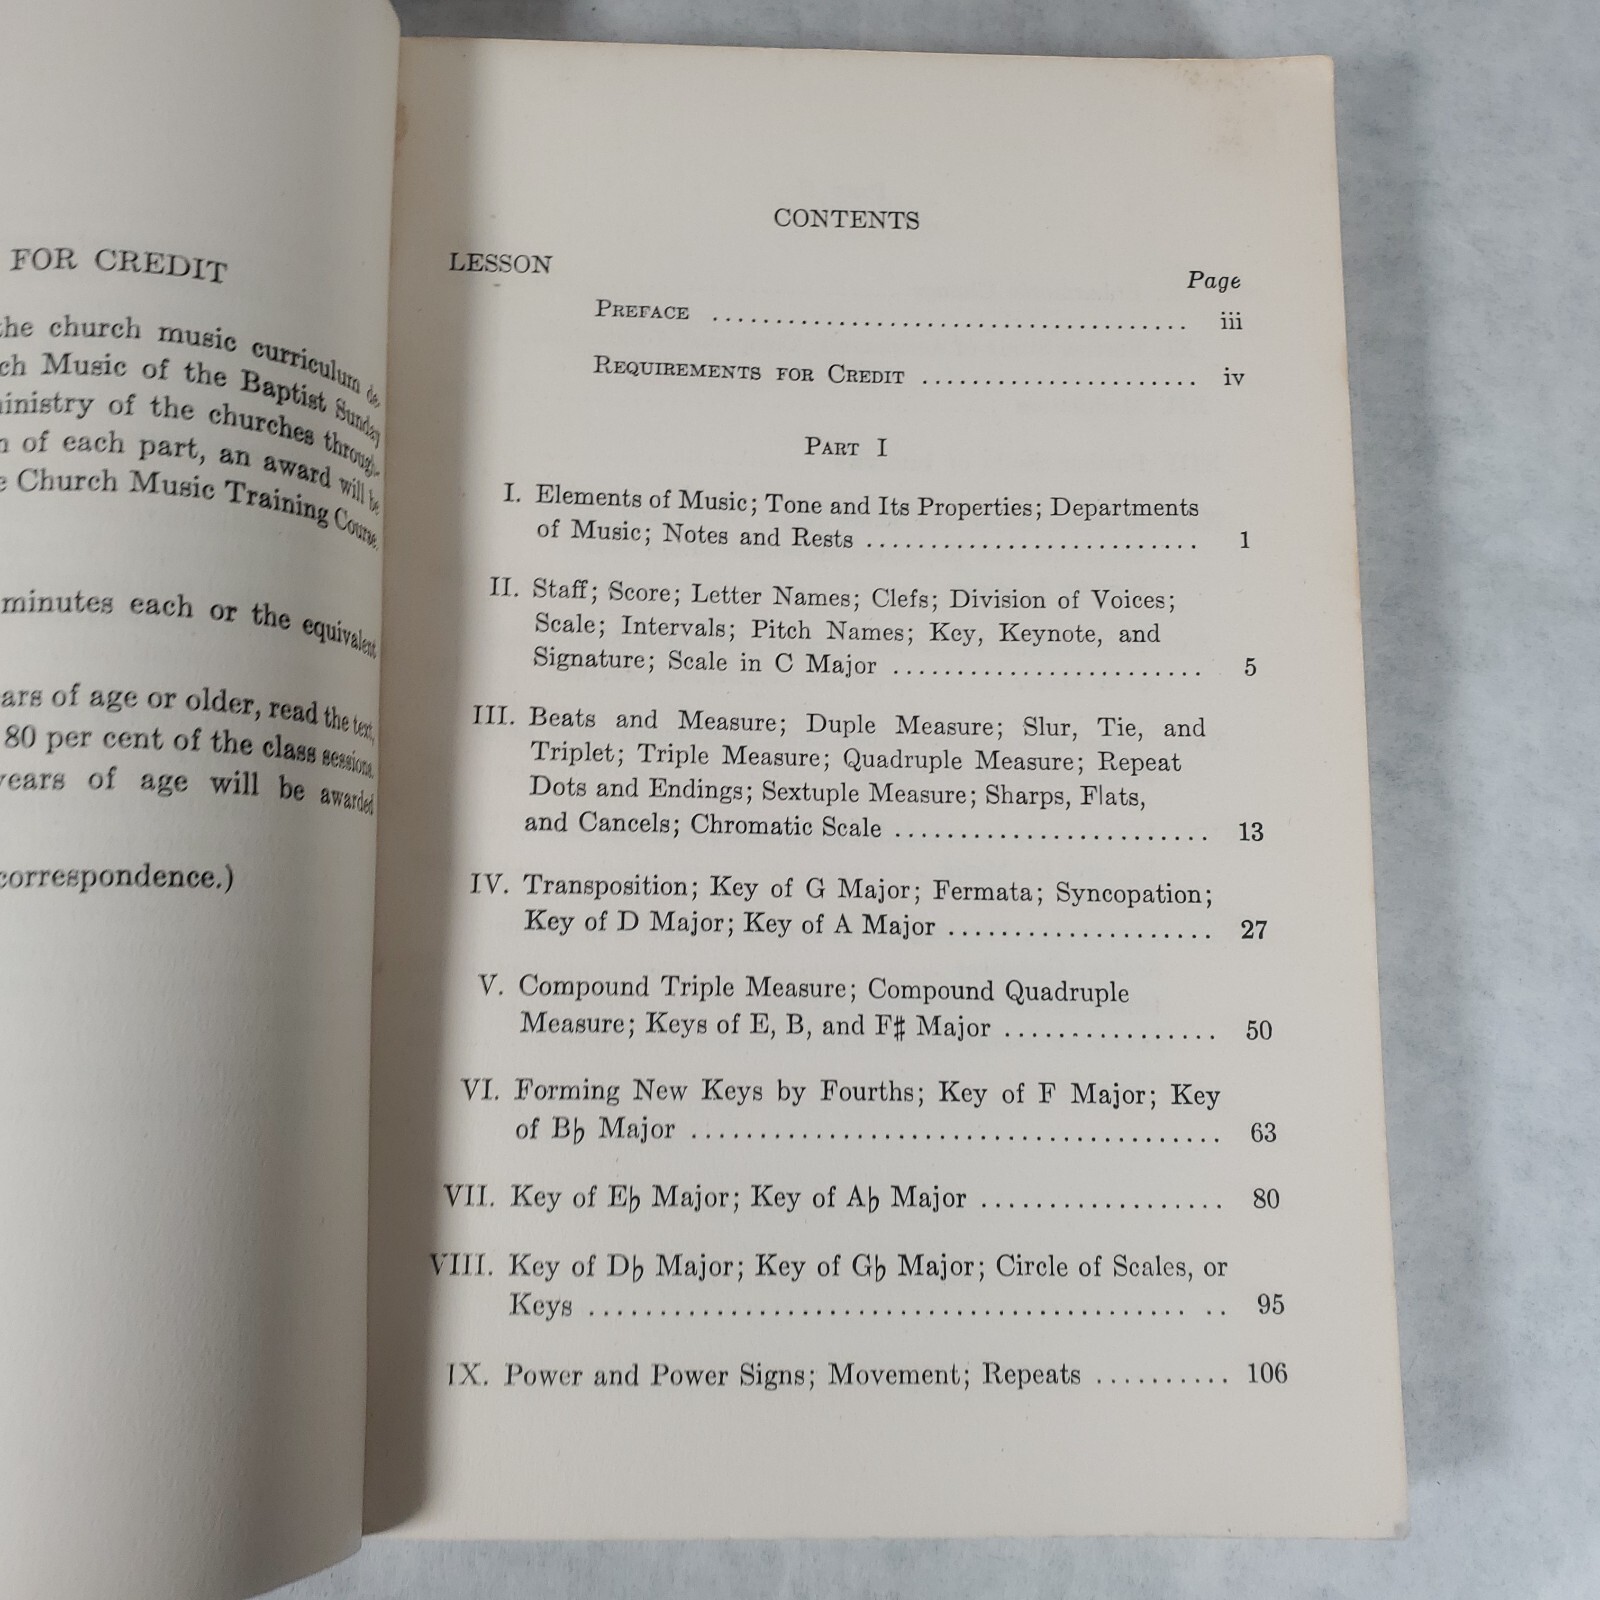 FOR CREDIT
the church music curriculum de-
Music of the Baptist Sunday
of the churches through-
of each part, an award will be
Church Music Training Course.
minutes each or the equivalent
of age or older, read the text,
80 per cent of the class sessions.
years of age will be awarded
correspondence.)
CONTENTS
LESSON
Page
PREFACE ...................................... iii
REQUIREMENTS FOR CREDIT ...................... iv
PART I
I. Elements of Music; Tone and Its Properties; Departments
of Music; Notes and Rests .......................... 1
II. Staff; Score; Letter Names; Clefs; Division of Voices;
Scale; Intervals; Pitch Names; Key, Keynote, and
Signature; Scale in C Major ........................ 5
III. Beats and Measure; Duple Measure; Slur, Tie, and
Triplet; Triple Measure; Quadruple Measure; Repeat
Dots and Endings; Sextuple Measure; Sharps, Flats,
and Cancels; Chromatic Scale ........................ 13
IV. Transposition; Key of G Major; Fermata; Syncopation;
Key of D Major; Key of A Major .................... 27
V. Compound Triple Measure; Compound Quadruple
Measure; Keys of E, B, and F♯ Major ................ 50
VI. Forming New Keys by Fourths; Key of F Major; Key
of B♭ Major ....................................... 63
VII. Key of E♭ Major; Key of A♭ Major .................. 80
VIII. Key of D♭ Major; Key of G♭ Major; Circle of Scales, or
Keys ............................................ .. 95
IX. Power and Power Signs; Movement; Repeats .......... 106